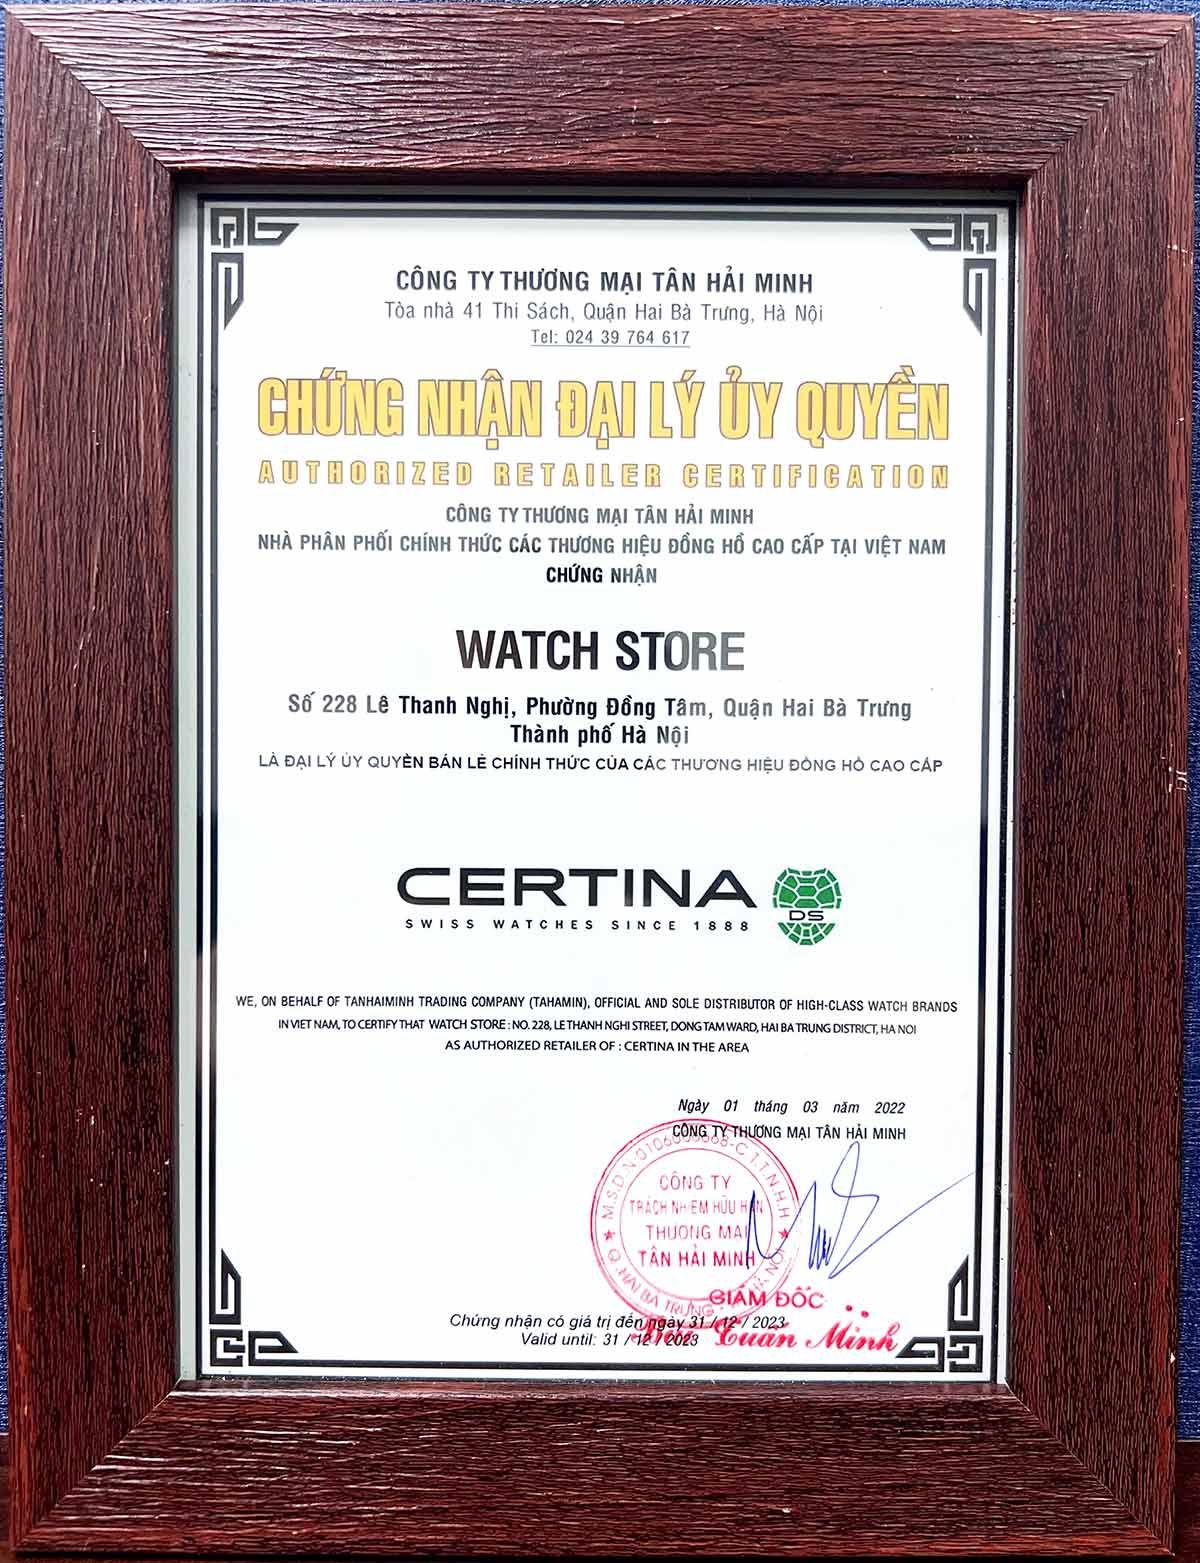 CÔNG TY THƯƠNG MẠI TÂN HẢI MINH
Tòa nhà 41 Thi Sách, Quận Hai Bà Trưng, Hà Nội
Tel: 024 39 764 617
CHỨNG NHẬN ĐẠI LÝ ỦY QUYỀN
AUTHORIZED RETAILER CERTIFICATION
CÔNG TY THƯƠNG MẠI TÂN HẢI MINH
NHÀ PHÂN PHỐI CHÍNH THỨC CÁC THƯƠNG HIỆU ĐỒNG HỒ CAO CẤP TẠI VIỆT NAM
CHỨNG NHẬN
WATCH STORE
Số 228 Lê Thanh Nghị, Phường Đồng Tâm, Quận Hai Bà Trưng
Thành phố Hà Nội
LÀ ĐẠI LÝ ỦY QUYỀN BÁN LẺ CHÍNH THỨC CỦA CÁC THƯƠNG HIỆU ĐỒNG HỒ CAO CẤP
CERTINA
DS
SWISS WATCHES SINCE 1888
WE, ON BEHALF OF TANHAIMINH TRADING COMPANY (TAHAMIN), OFFICIAL AND SOLE DISTRIBUTOR OF HIGH-CLASS WATCH BRANDS
IN VIET NAM, TO CERTIFY THAT WATCH STORE : NO. 228, LE THANH NGHI STREET, DONG TAM WARD, HAI BA TRUNG DISTRICT, HA NOI
AS AUTHORIZED RETAILER OF : CERTINA IN THE AREA
Ngày 01 tháng 03 năm 2022
CÔNG TY THƯƠNG MẠI TÂN HẢI MINH
CÔNG TY
TRÁCH NHIỆM HỮU HẠN
THƯƠNG MẠI
TÂN HẢI MINH
Q. HAI BÀ TRƯNG - HÀ NỘI
GIÁM ĐỐC
Tuấn Minh
Chứng nhận có giá trị đến ngày 31 / 12 / 2023
Valid until: 31 / 12 / 2023